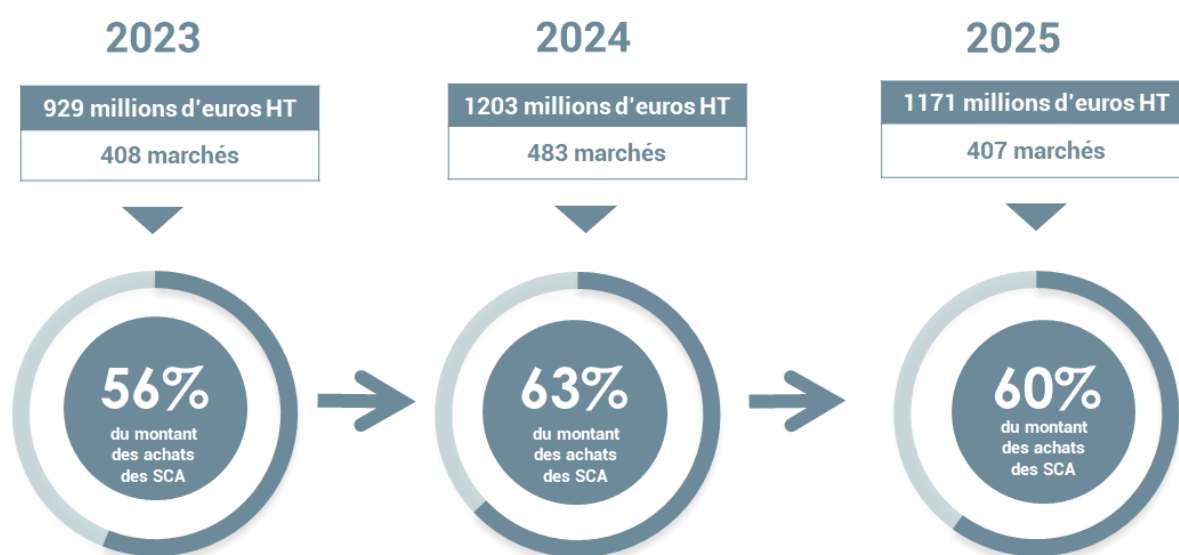 2023
929 millions d'euros HT
408 marchés
56%
du montant
des achats
des SCA
2024
1203 millions d'euros HT
483 marchés
63%
du montant
des achats
des SCA
2025
1171 millions d'euros HT
407 marchés
60%
du montant
des achats
des SCA